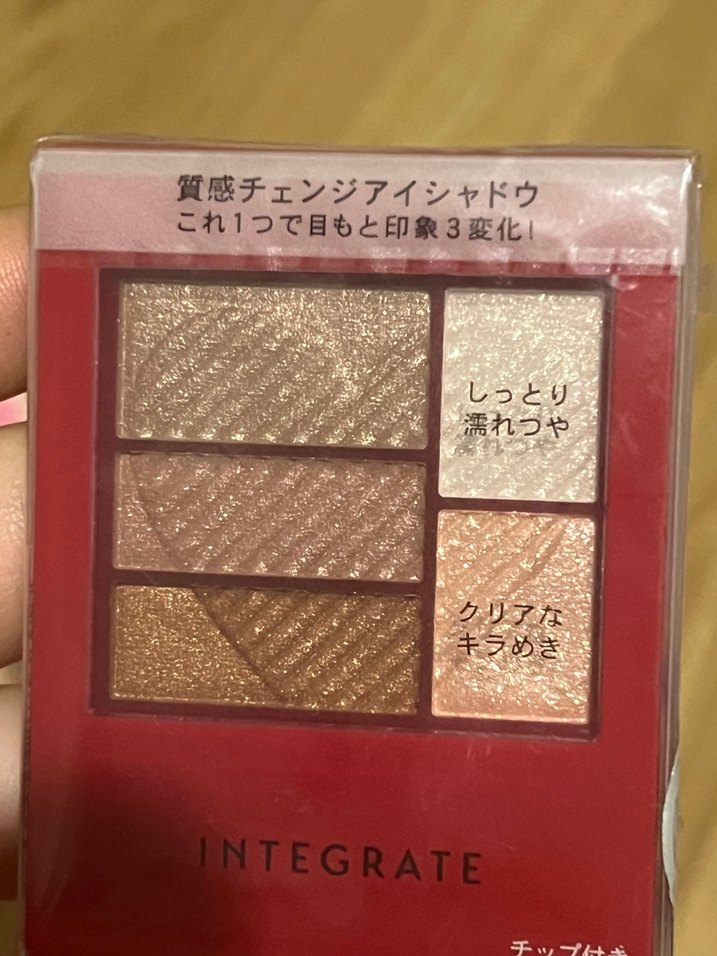 質感チェンジアイシャドウ
これ1つで目もと印象3変化!
しっとり
濡れつや
クリアな
キラめき
INTEGRATE
チップ付き